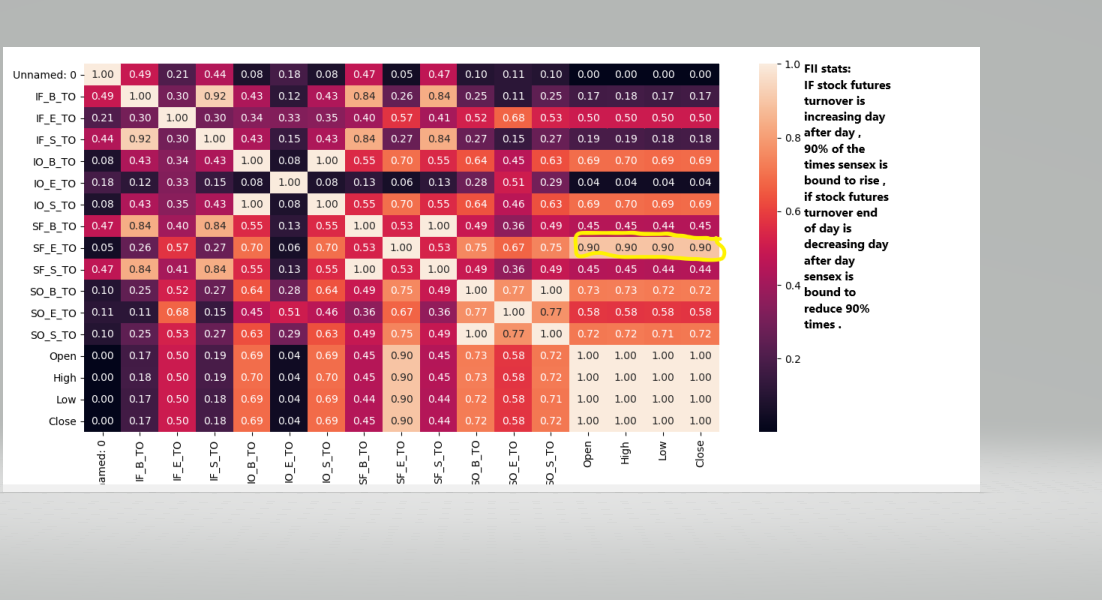 Unnamed: 0 1.00 0.49 0.21 0.44 0.08 0.18 0.08 0.47 0.05 0.47 0.10 0.11 0.10 0.00 0.00 0.00 0.00
IF_B_TO 0.49 1.00 0.30 0.92 0.43 0.12 0.43 0.84 0.26 0.84 0.25 0.11 0.25 0.17 0.18 0.17 0.17
IF_E_TO 0.21 0.30 1.00 0.30 0.34 0.33 0.35 0.40 0.57 0.41 0.52 0.68 0.53 0.50 0.50 0.50 0.50
IF_S_TO 0.44 0.92 0.30 1.00 0.43 0.15 0.43 0.84 0.27 0.84 0.27 0.15 0.27 0.19 0.19 0.18 0.18
IO_B_TO 0.08 0.43 0.34 0.43 1.00 0.08 1.00 0.55 0.70 0.55 0.64 0.45 0.63 0.69 0.70 0.69 0.69
IO_E_TO 0.18 0.12 0.33 0.15 0.08 1.00 0.08 0.13 0.06 0.13 0.28 0.51 0.29 0.04 0.04 0.04 0.04
IO_S_TO 0.08 0.43 0.35 0.43 1.00 0.08 1.00 0.55 0.70 0.55 0.64 0.46 0.63 0.69 0.70 0.69 0.69
SF_B_TO 0.47 0.84 0.40 0.84 0.55 0.13 0.55 1.00 0.53 1.00 0.49 0.36 0.49 0.45 0.45 0.44 0.45
SF_E_TO 0.05 0.26 0.57 0.27 0.70 0.06 0.70 0.53 1.00 0.53 0.75 0.67 0.75 0.90 0.90 0.90 0.90
SF_S_TO 0.47 0.84 0.41 0.84 0.55 0.13 0.55 1.00 0.53 1.00 0.49 0.36 0.49 0.45 0.45 0.44 0.44
SO_B_TO 0.10 0.25 0.52 0.27 0.64 0.28 0.64 0.49 0.75 0.49 1.00 0.77 1.00 0.73 0.73 0.72 0.72
SO_E_TO 0.11 0.11 0.68 0.15 0.45 0.51 0.46 0.36 0.67 0.36 0.77 1.00 0.77 0.58 0.58 0.58 0.58
SO_S_TO 0.10 0.25 0.53 0.27 0.63 0.29 0.63 0.49 0.75 0.49 1.00 0.77 1.00 0.72 0.72 0.71 0.72
Open 0.00 0.17 0.50 0.19 0.69 0.04 0.69 0.45 0.90 0.45 0.73 0.58 0.72 1.00 1.00 1.00 1.00
High 0.00 0.18 0.50 0.19 0.70 0.04 0.70 0.45 0.90 0.45 0.73 0.58 0.72 1.00 1.00 1.00 1.00
Low 0.00 0.17 0.50 0.18 0.69 0.04 0.69 0.44 0.90 0.44 0.72 0.58 0.71 1.00 1.00 1.00 1.00
Close 0.00 0.17 0.50 0.18 0.69 0.04 0.69 0.45 0.90 0.44 0.72 0.58 0.72 1.00 1.00 1.00 1.00
amed: 0 IF_B_TO IF_E_TO IF_S_TO IO_B_TO IO_E_TO IO_S_TO SF_B_TO SF_E_TO SF_S_TO SO_B_TO SO_E_TO SO_S_TO Open High Low Close
1.0
0.8
0.6
0.4
0.2
FII stats:
IF stock futures
turnover is
increasing day
after day ,
90% of the
times sensex is
bound to rise ,
if stock futures
turnover end
of day is
decreasing day
after day
sensex is
bound to
reduce 90%
times .